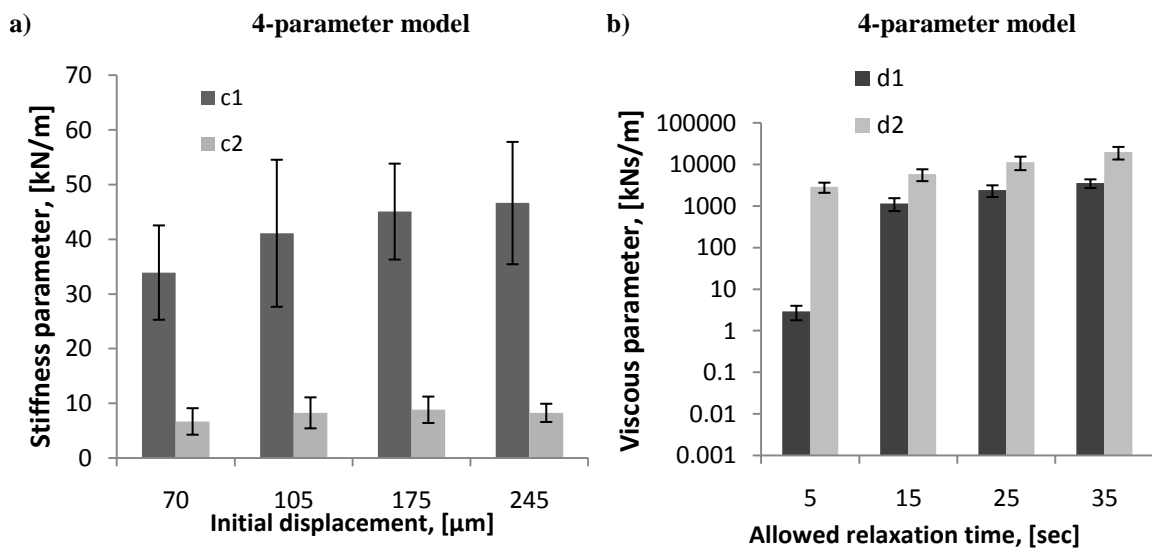 a)
4-parameter model
70
60
50
40
30
20
10
0
Stiffness parameter, [kN/m]
c1
c2
70 105 175 245
Initial displacement, [µm]
b)
4-parameter model
d1
d2
100000
10000
1000
100
10
1
0.1
0.01
0.001
Viscous parameter, [kNs/m]
5 15 25 35
Allowed relaxation time, [sec]